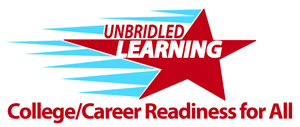 UNBRIDLED
LEARNING
College/Career Readiness for All